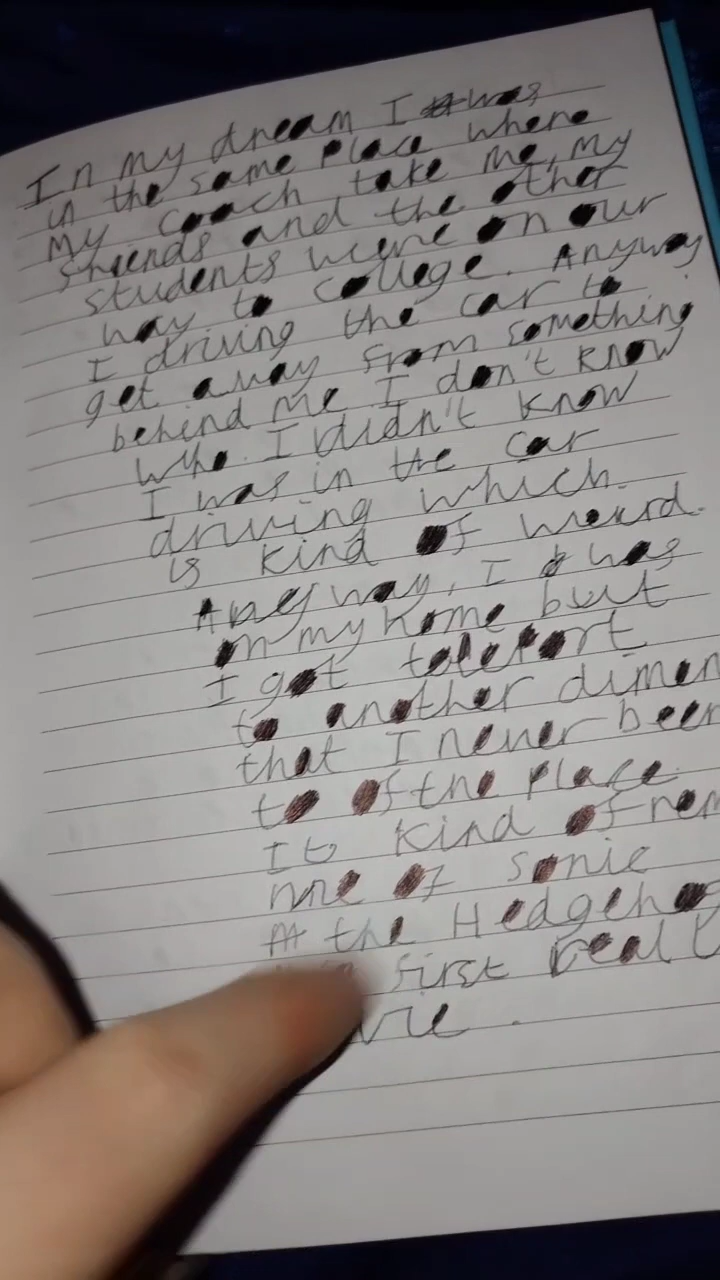 In my dream I was
in the same place where
my coach take me, my
friends and the other
students were on our
way to college. Anyway
I driving the car to
get away from something
behind me I don't know
who. I didn't know
I was in the car
driving which
is kind of weird.
Anyway, I was
on my home but
I got teleport
to another dimen
that I never been
to of the place.
It kind of rem
me of sonic
the Hedgehog
first real l